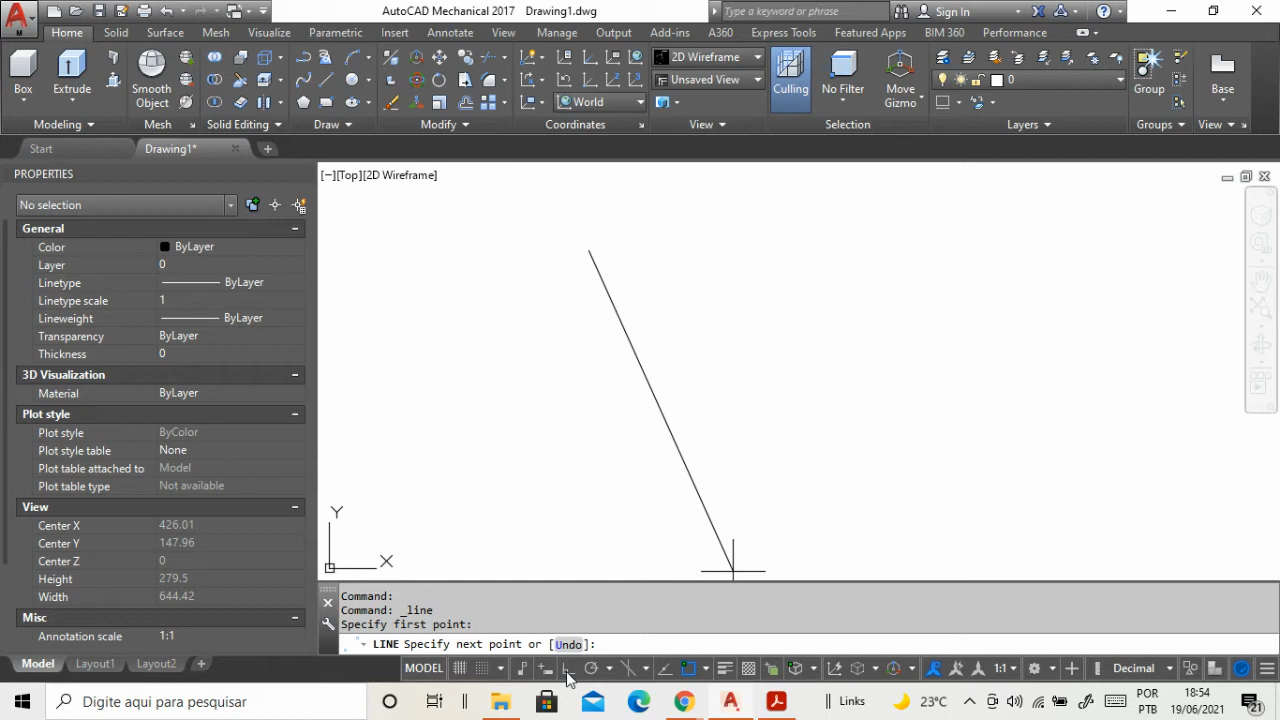 AutoCAD Mechanical 2017 Drawing1.dwg
Type a keyword or phrase
Sign In
Home Solid Surface Mesh Visualize Parametric Insert Annotate View Manage Output Add-ins A360 Express Tools Featured Apps BIM 360 Performance
2D Wireframe
Unsaved View
World
0
Box Extrude Smooth Object Culling No Filter Move Gizmo Group Base
Modeling Mesh Solid Editing Draw Modify Coordinates View Selection Layers Groups View
Start Drawing1*
PROPERTIES
[−][Top][2D Wireframe]
No selection
General
Color ByLayer
Layer 0
Linetype ByLayer
Linetype scale 1
Lineweight ByLayer
Transparency ByLayer
Thickness 0
3D Visualization
Material ByLayer
Plot style
Plot style ByColor
Plot style table None
Plot table attached to Model
Plot table type Not available
View
Center X 426.01
Center Y 147.96
Center Z 0
Height 279.5
Width 644.42
Misc
Annotation scale 1:1
Y
X
Command:
Command: _line
Specify first point:
LINE Specify next point or [Undo]:
Model Layout1 Layout2
MODEL 1:1 Decimal
Digite aqui para pesquisar
Links
23°C
POR
PTB
18:54
19/06/2021
21